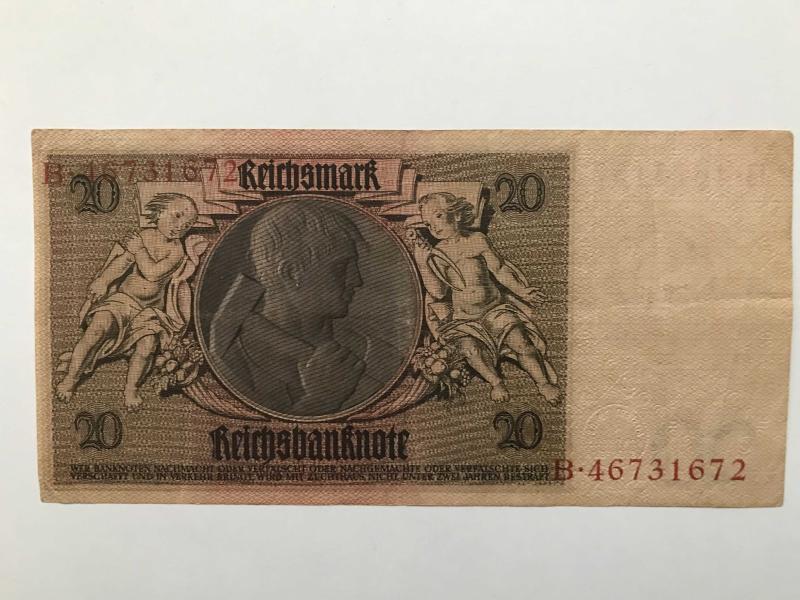 B·46731672
Reichsmark
20
20
20
Reichsbanknote
20
WER BANKNOTEN NACHMACHT ODER VERFÄLSCHT ODER NACHGEMACHTE ODER VERFÄLSCHTE SICH
VERSCHAFFT UND IN VERKEHR BRINGT, WIRD MIT ZUCHTHAUS NICHT UNTER ZWEI JAHREN BESTRAFT
B·46731672